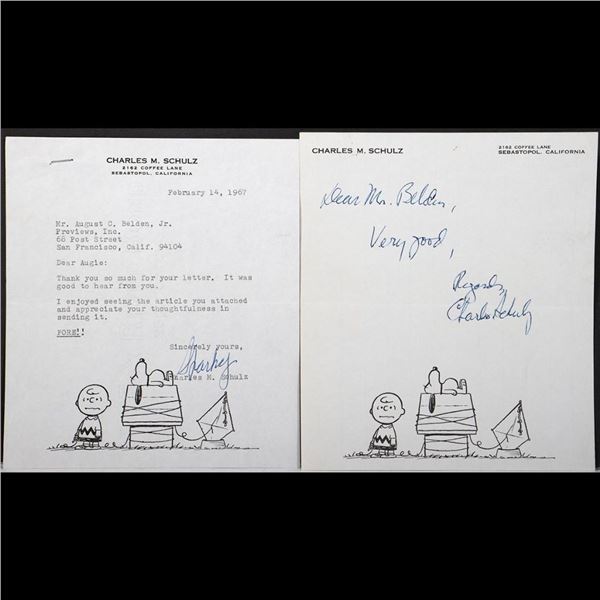 CHARLES M. SCHULZ
2162 COFFEE LANE
SEBASTOPOL, CALIFORNIA
February 14, 1967
Mr. August C. Belden, Jr.
Previews, Inc.
66 Post Street
San Francisco, Calif. 94104
Dear Augie:
Thank you so much for your letter. It was
good to hear from you.
I enjoyed seeing the article you attached
and appreciate your thoughtfulness in
sending it.
FORE!!
Sincerely yours,
Sparky
Charles M. Schulz
CHARLES M. SCHULZ
2162 COFFEE LANE
SEBASTOPOL, CALIFORNIA
Dear Mr. Belden,
Very good,
Regards,
Charles Schulz